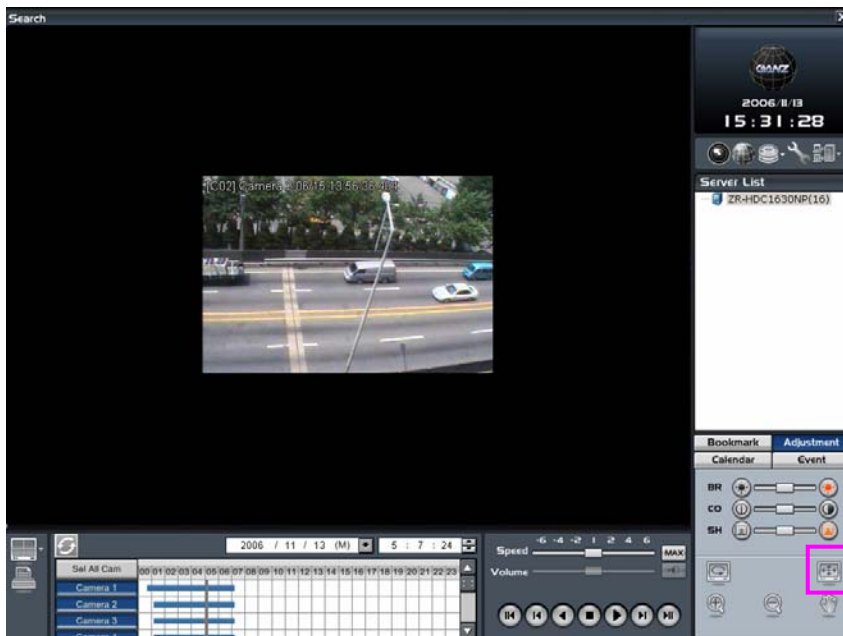 Search
GANZ
2006/11/13
15:31:28
[C02] Camera
Server List
ZR-HDC1630NP(16)
Bookmark Adjustment
Calendar Event
BR
CO
SH
2006 / 11 / 13 (M) 5 : 7 : 24
Sel All Cam 00 01 02 03 04 05 06 07 08 09 10 11 12 13 14 15 16 17 18 19 20 21 22 23
Camera 1
Camera 2
Camera 3
Speed -6 -4 -2 1 2 4 6 MAX
Volume